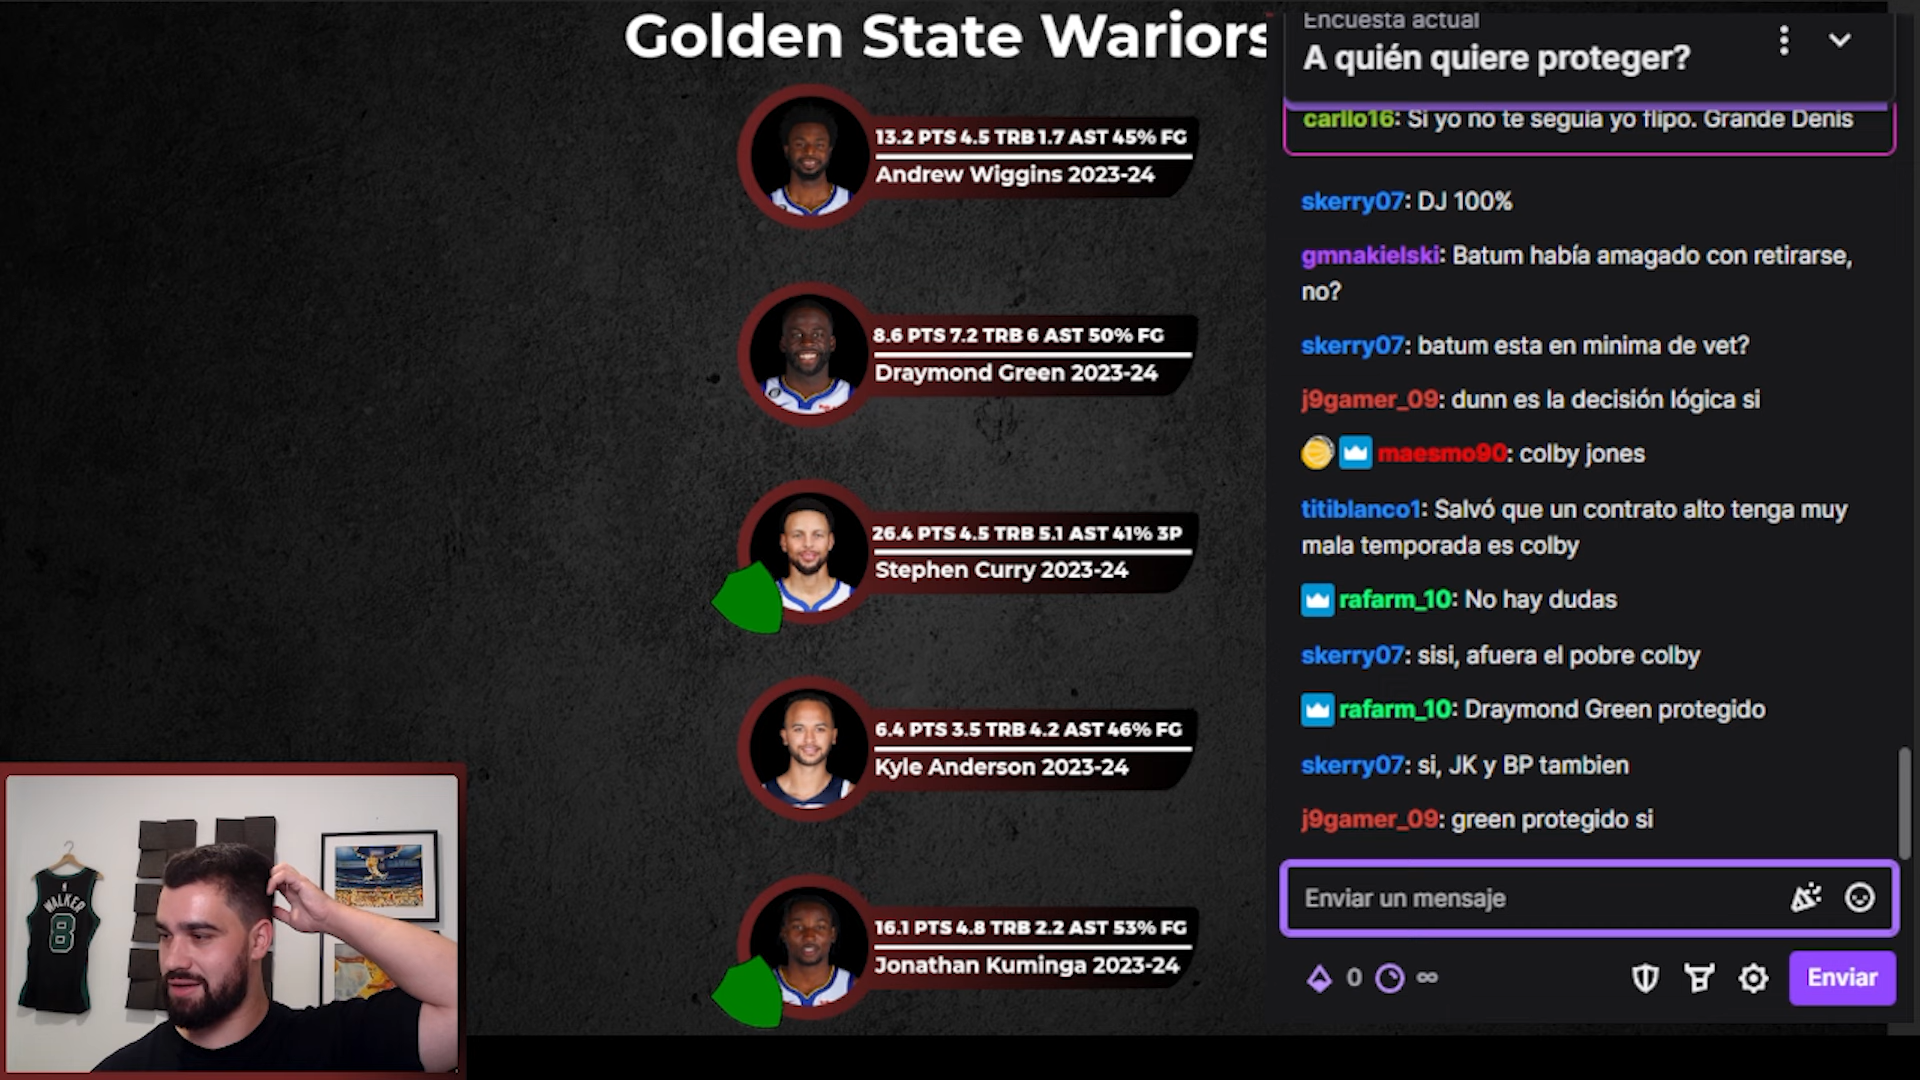 Golden State Wariors
13.2 PTS 4.5 TRB 1.7 AST 45% FG
Andrew Wiggins 2023-24
8.6 PTS 7.2 TRB 6 AST 50% FG
Draymond Green 2023-24
26.4 PTS 4.5 TRB 5.1 AST 41% 3P
Stephen Curry 2023-24
6.4 PTS 3.5 TRB 4.2 AST 46% FG
Kyle Anderson 2023-24
16.1 PTS 4.8 TRB 2.2 AST 53% FG
Jonathan Kuminga 2023-24
WALKER
8
Encuesta actual
A quién quiere proteger?
carllo16: Si yo no te seguia yo flipo. Grande Denis
skerry07: DJ 100%
gmnakielski: Batum había amagado con retirarse,
no?
skerry07: batum esta en minima de vet?
j9gamer_09: dunn es la decisión lógica si
maesmo90: colby jones
titiblanco1: Salvó que un contrato alto tenga muy
mala temporada es colby
rafarm_10: No hay dudas
skerry07: sisi, afuera el pobre colby
rafarm_10: Draymond Green protegido
skerry07: si, JK y BP tambien
j9gamer_09: green protegido si
Enviar un mensaje
0
∞
Enviar